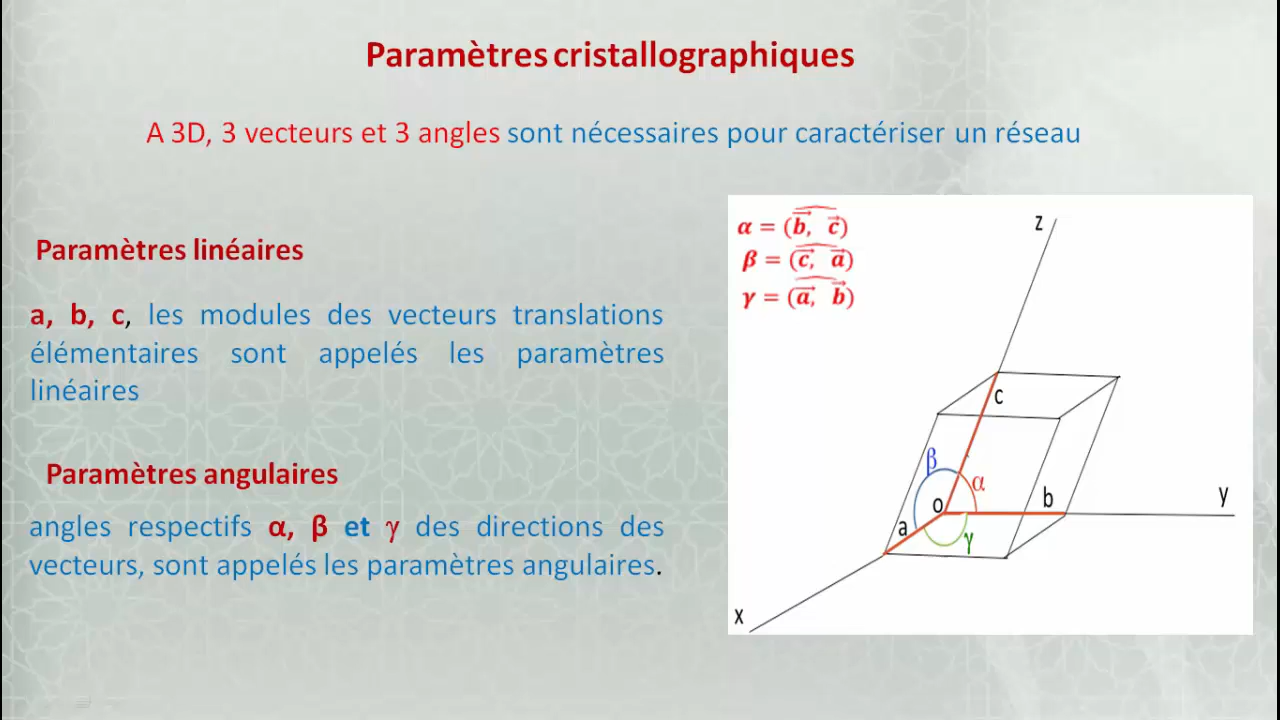 Paramètres cristallographiques
A 3D, 3 vecteurs et 3 angles sont nécessaires pour caractériser un réseau
Paramètres linéaires
a, b, c, les modules des vecteurs translations
élémentaires sont appelés les paramètres
linéaires
Paramètres angulaires
angles respectifs α, β et γ des directions des
vecteurs, sont appelés les paramètres angulaires.
α = (b, c)
β = (c, a)
γ = (a, b)
z
c
β
α
o
b
y
a
γ
x